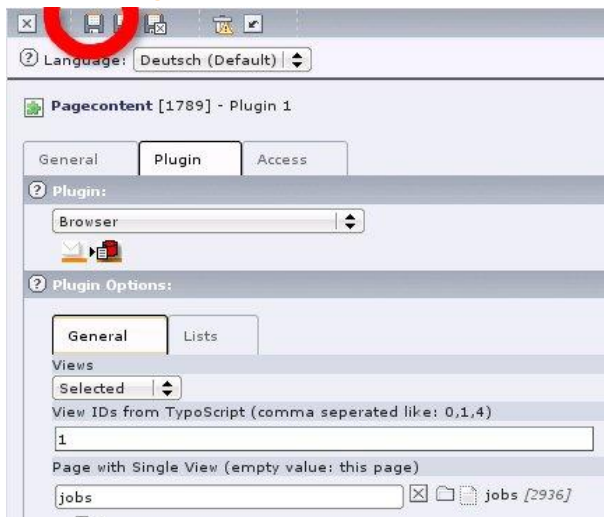 Language: Deutsch (Default)
Pagecontent [1789] - Plugin 1
General Plugin Access
Plugin:
Browser
Plugin Options:
General Lists
Views
Selected
View IDs from TypoScript (comma seperated like: 0,1,4)
1
Page with Single View (empty value: this page)
jobs jobs [2936]